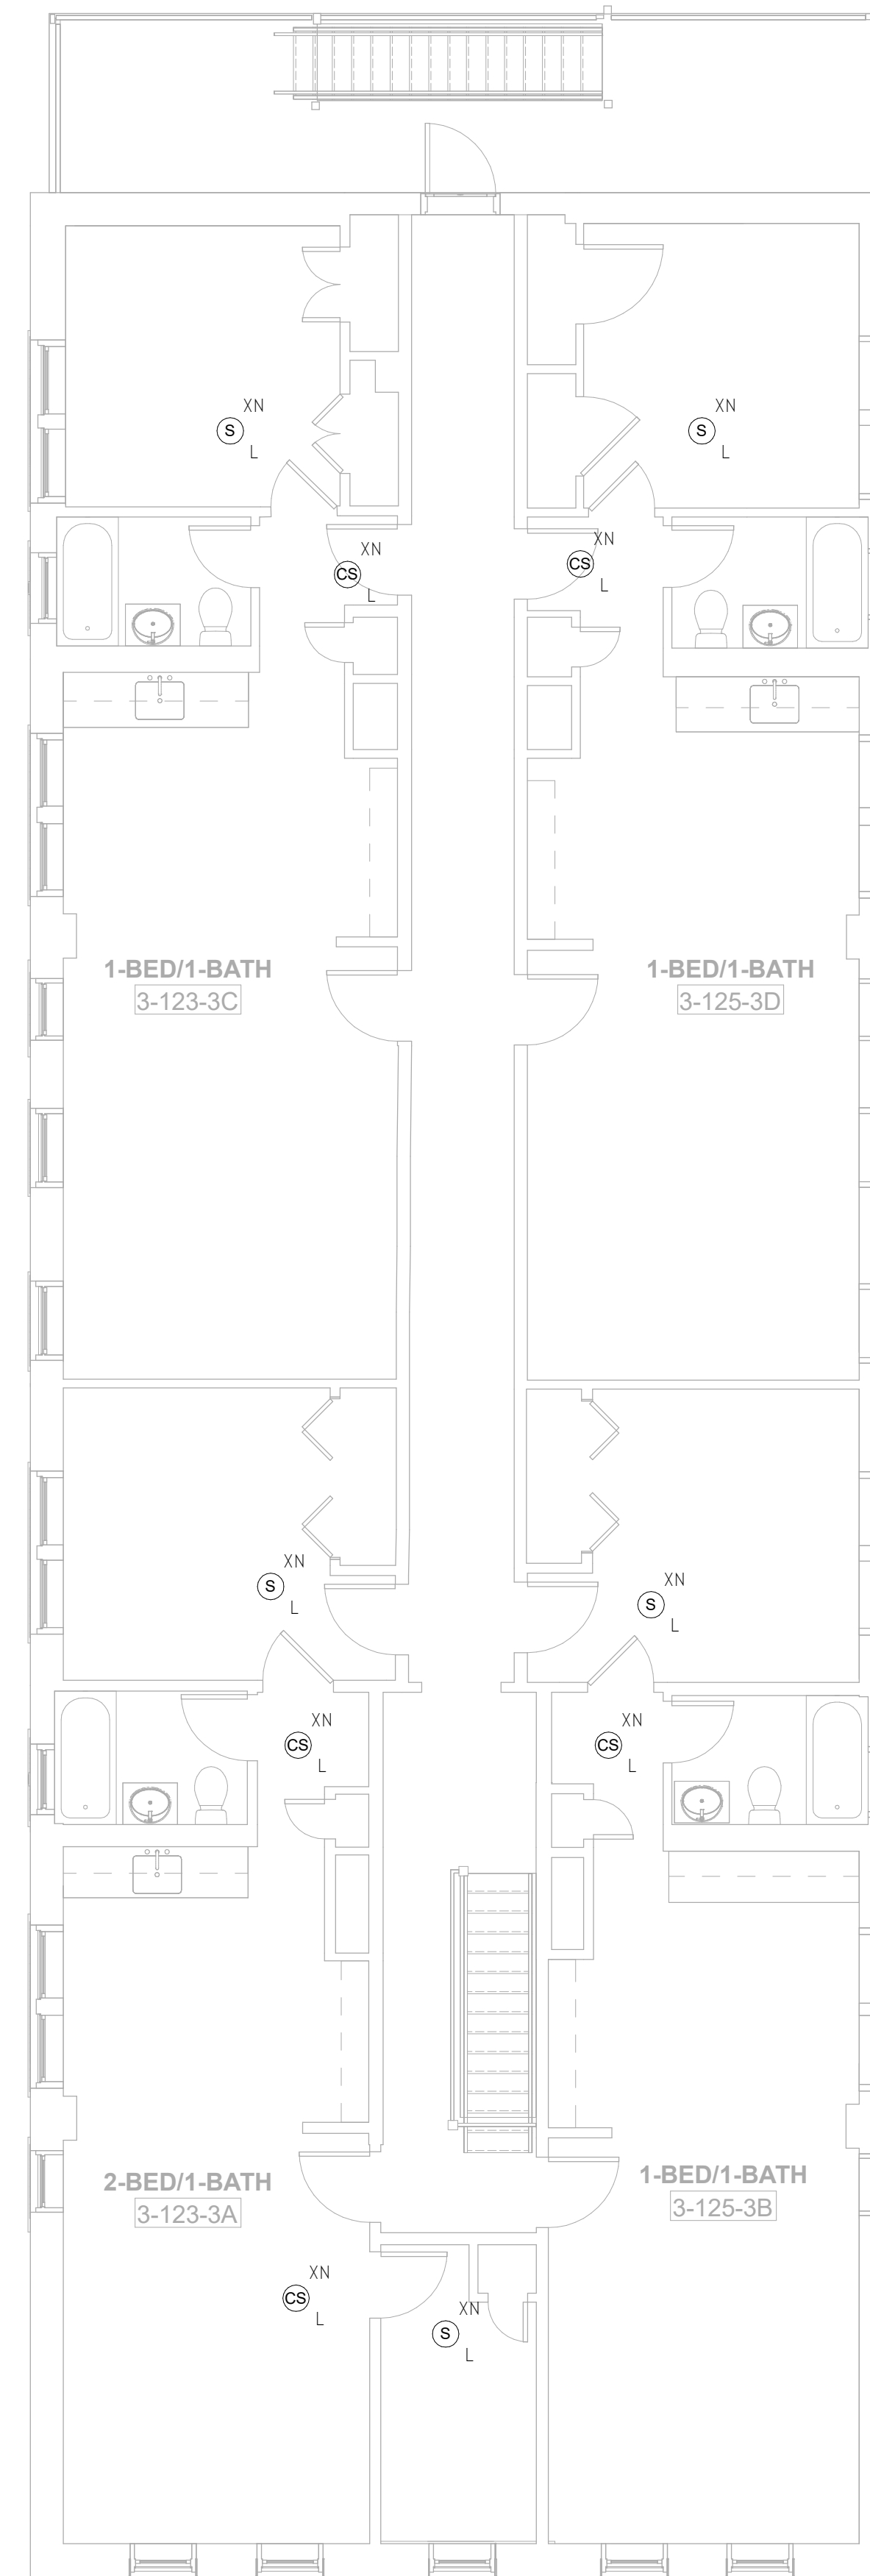 XN
S
L
XN
S
L
XN
CS
L
XN
CS
L
1-BED/1-BATH
3-123-3C
1-BED/1-BATH
3-125-3D
XN
S
L
XN
S
L
XN
CS
L
XN
CS
L
2-BED/1-BATH
3-123-3A
1-BED/1-BATH
3-125-3B
XN
CS
L
XN
S
L